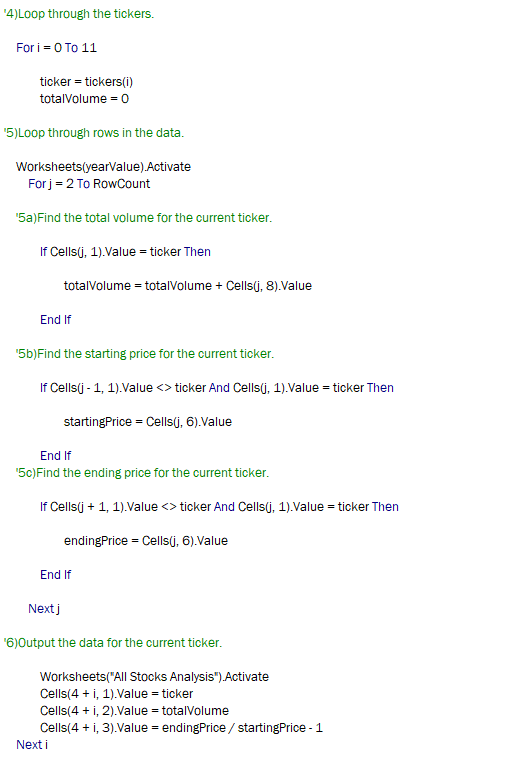 '4)Loop through the tickers.
For i = 0 To 11
ticker = tickers(i)
totalVolume = 0
'5)Loop through rows in the data.
Worksheets(yearValue).Activate
For j = 2 To RowCount
'5a)Find the total volume for the current ticker.
If Cells(j, 1).Value = ticker Then
totalVolume = totalVolume + Cells(j, 8).Value
End If
'5b)Find the starting price for the current ticker.
If Cells(j - 1, 1).Value <> ticker And Cells(j, 1).Value = ticker Then
startingPrice = Cells(j, 6).Value
End If
'5c)Find the ending price for the current ticker.
If Cells(j + 1, 1).Value <> ticker And Cells(j, 1).Value = ticker Then
endingPrice = Cells(j, 6).Value
End If
Next j
'6)Output the data for the current ticker.
Worksheets("All Stocks Analysis").Activate
Cells(4 + i, 1).Value = ticker
Cells(4 + i, 2).Value = totalVolume
Cells(4 + i, 3).Value = endingPrice / startingPrice - 1
Next i